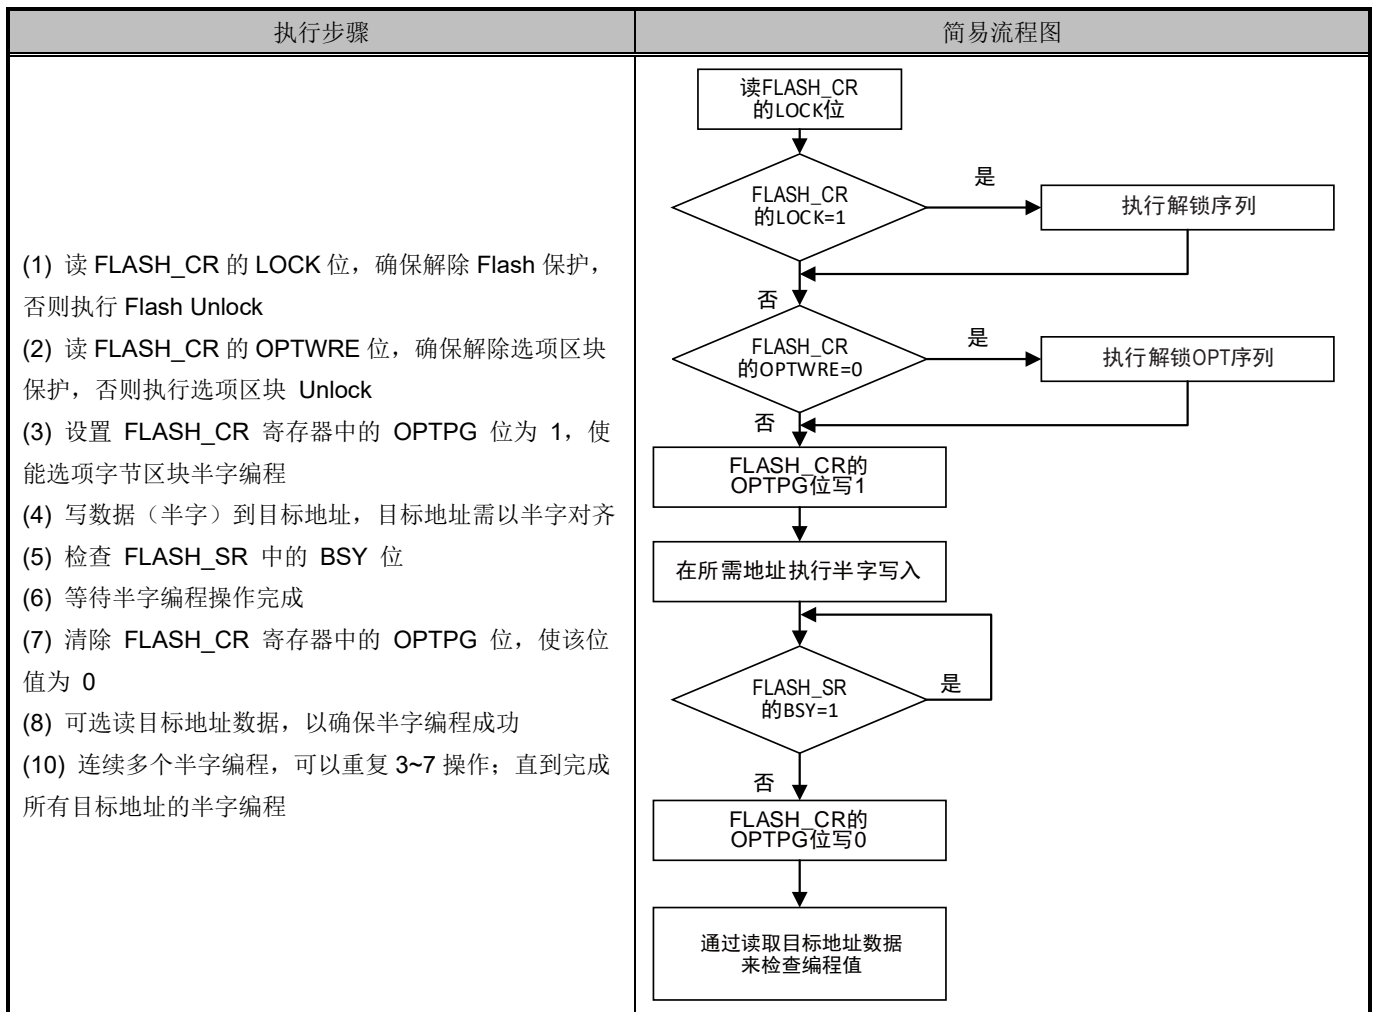 执行步骤
简易流程图
(1) 读 FLASH_CR 的 LOCK 位，确保解除 Flash 保护，
否则执行 Flash Unlock
(2) 读 FLASH_CR 的 OPTWRE 位，确保解除选项区块
保护，否则执行选项区块 Unlock
(3) 设置 FLASH_CR 寄存器中的 OPTPG 位为 1，使
能选项字节区块半字编程
(4) 写数据（半字）到目标地址，目标地址需以半字对齐
(5) 检查 FLASH_SR 中的 BSY 位
(6) 等待半字编程操作完成
(7) 清除 FLASH_CR 寄存器中的 OPTPG 位，使该位
值为 0
(8) 可选读目标地址数据，以确保半字编程成功
(10) 连续多个半字编程，可以重复 3~7 操作；直到完成
所有目标地址的半字编程
读FLASH_CR
的LOCK位
FLASH_CR
的LOCK=1
是
执行解锁序列
否
FLASH_CR
的OPTWRE=0
是
执行解锁OPT序列
否
FLASH_CR的
OPTPG位写1
在所需地址执行半字写入
FLASH_SR
的BSY=1
是
否
FLASH_CR的
OPTPG位写0
通过读取目标地址数据
来检查编程值